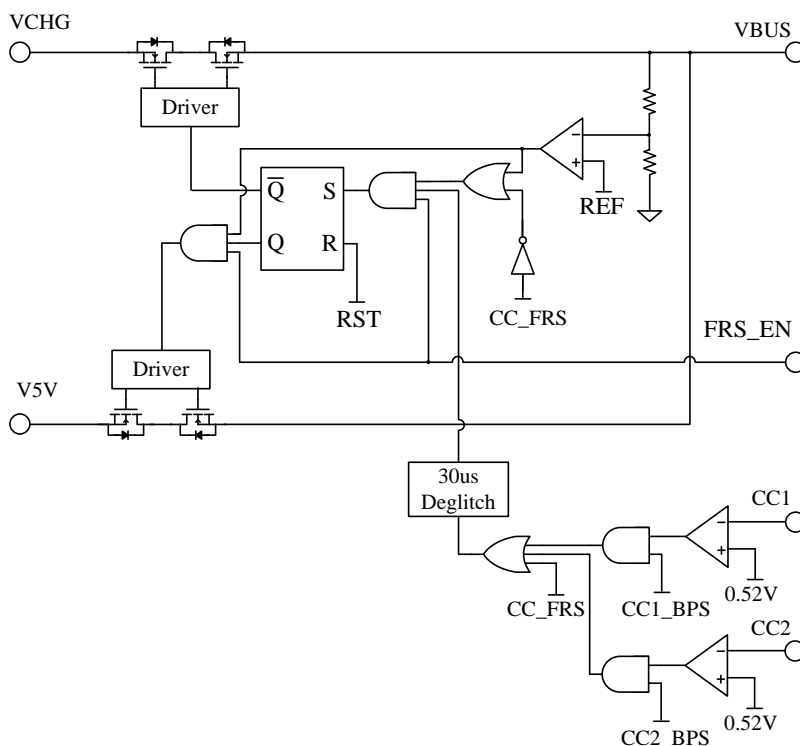 VCHG
VBUS
Driver
Q
S
REF
Q
R
RST
CC_FRS
FRS_EN
Driver
V5V
30us
Deglitch
CC1
0.52V
CC_FRS
CC1_BPS
CC2
0.52V
CC2_BPS